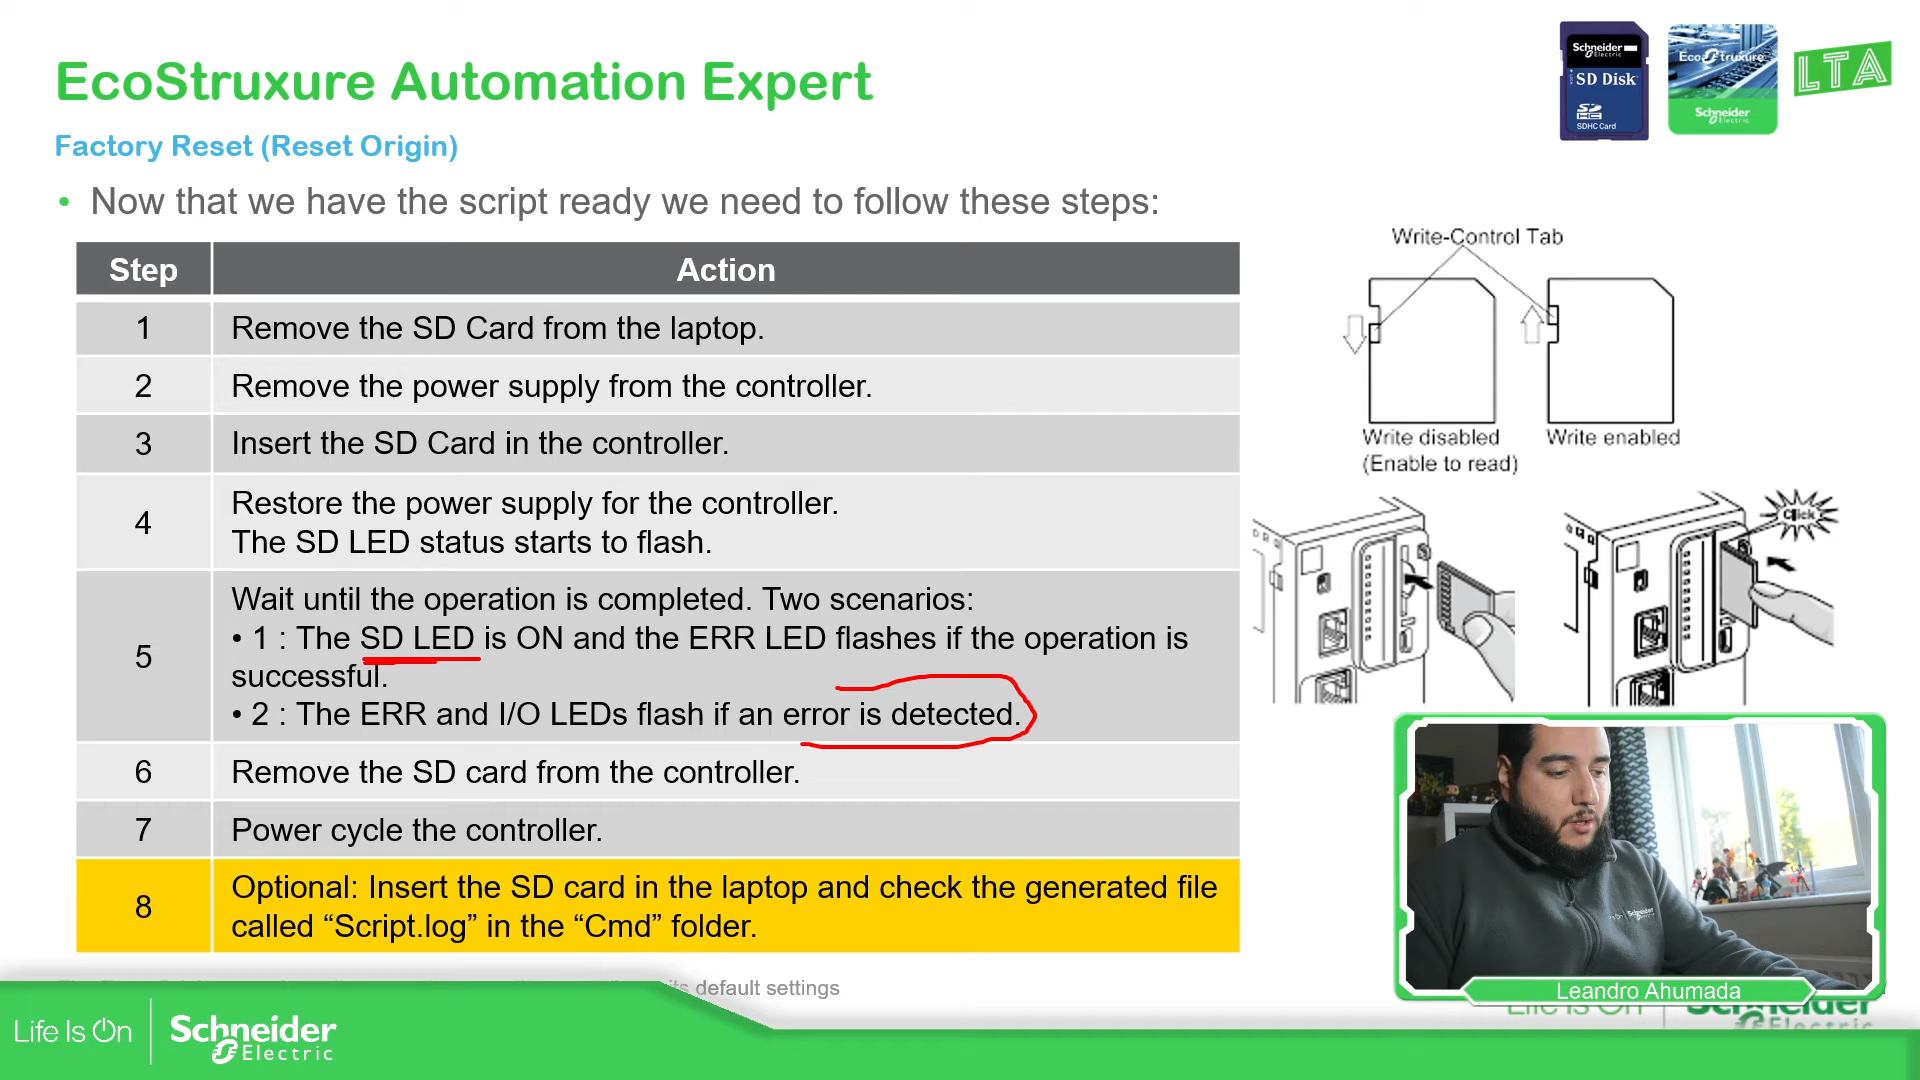 EcoStruxure Automation Expert
Factory Reset (Reset Origin)
• Now that we have the script ready we need to follow these steps:
Step Action
1 Remove the SD Card from the laptop.
2 Remove the power supply from the controller.
3 Insert the SD Card in the controller.
4 Restore the power supply for the controller.
The SD LED status starts to flash.
5 Wait until the operation is completed. Two scenarios:
• 1 : The SD LED is ON and the ERR LED flashes if the operation is
successful.
• 2 : The ERR and I/O LEDs flash if an error is detected.
6 Remove the SD card from the controller.
7 Power cycle the controller.
8 Optional: Insert the SD card in the laptop and check the generated file
called “Script.log” in the “Cmd” folder.
its default settings
Life Is On
Schneider
Electric
Schneider
Electric
SD Disk
SDHC Card
EcoStruxure
Schneider
Electric
LTA
Write-Control Tab
Write disabled
(Enable to read)
Write enabled
Click
Schneider
Leandro Ahumada
Life Is On
Schneider
Electric